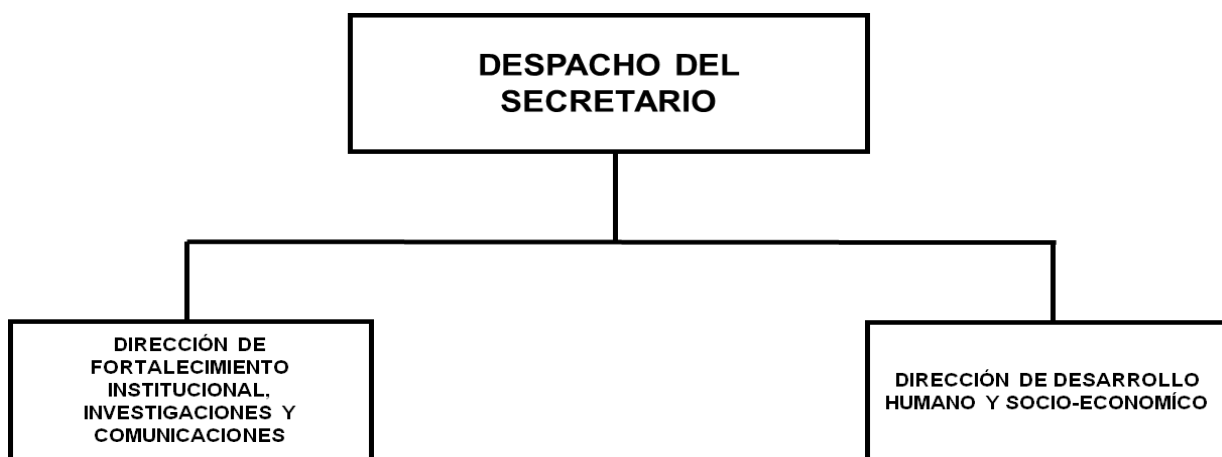 DESPACHO DEL
SECRETARIO
DIRECCIÓN DE
FORTALECIMIENTO
INSTITUCIONAL,
INVESTIGACIONES Y
COMUNICACIONES
DIRECCIÓN DE DESARROLLO
HUMANO Y SOCIO-ECONOMÍCO